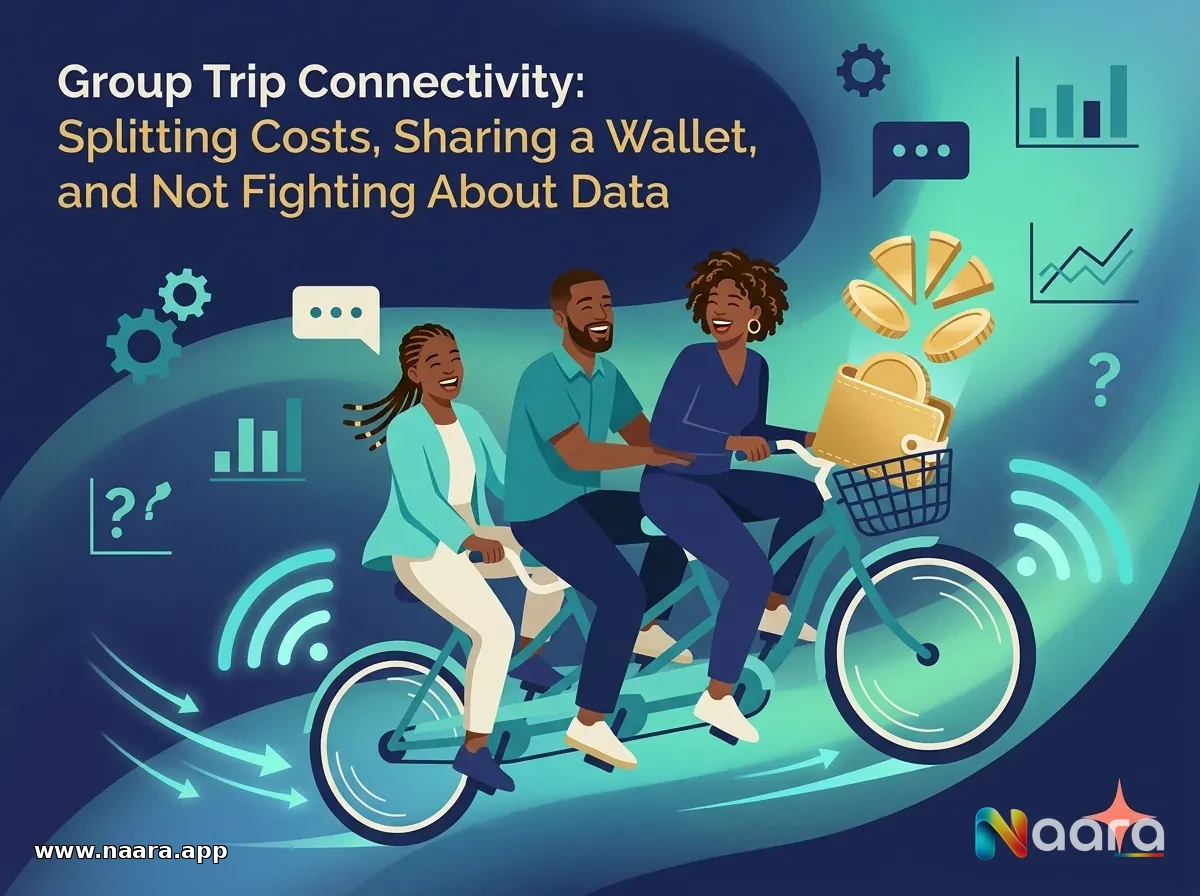 Group Trip Connectivity:
Splitting Costs, Sharing a Wallet,
and Not Fighting About Data
? ?
?
www.naara.app
Naara